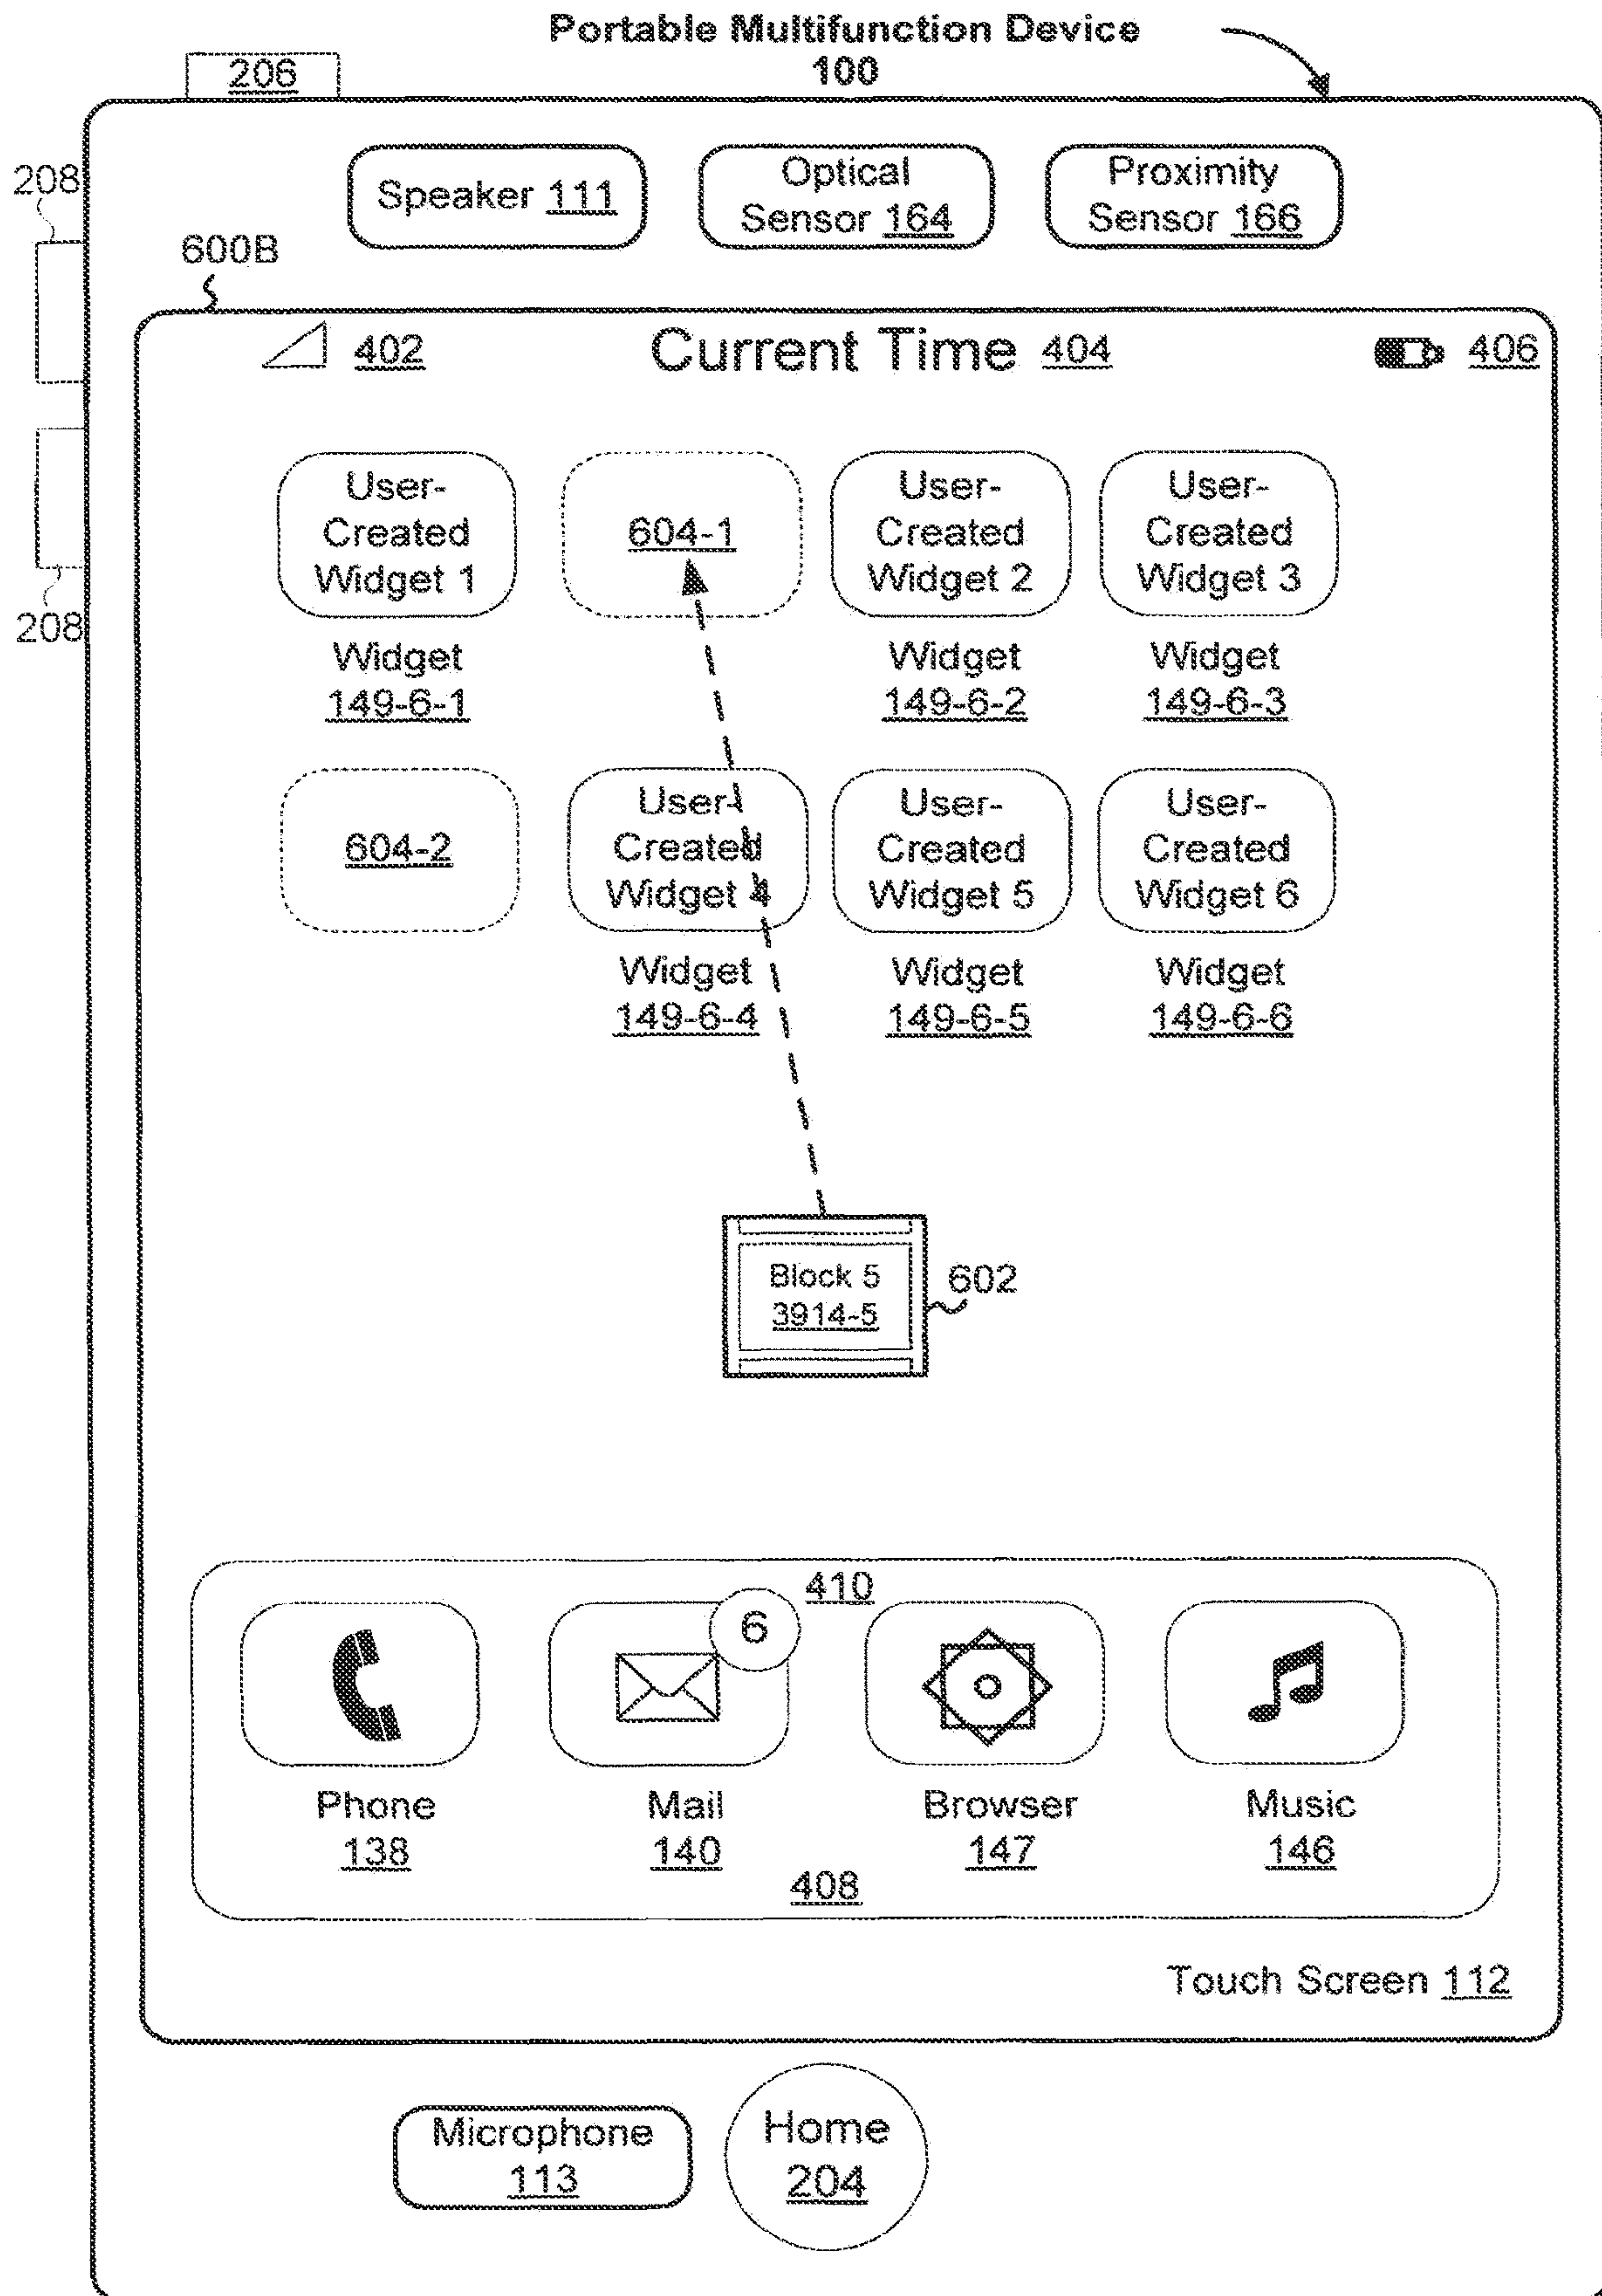 Portable Multifunction Device
100
206
208
Speaker 111
Optical
Sensor 164
Proximity
Sensor 166
600B
402
Current Time 404
406
User-
Created
Widget 1
604-1
User-
Created
Widget 2
User-
Created
Widget 3
208
Widget
149-6-1
Widget
149-6-2
Widget
149-6-3
604-2
User-
Created
Widget 4
User-
Created
Widget 5
User-
Created
Widget 6
Widget
149-6-4
Widget
149-6-5
Widget
149-6-6
Block 5
3914-5
602
410
6
Phone
138
Mail
140
Browser
147
Music
146
408
Touch Screen 112
Microphone
113
Home
204